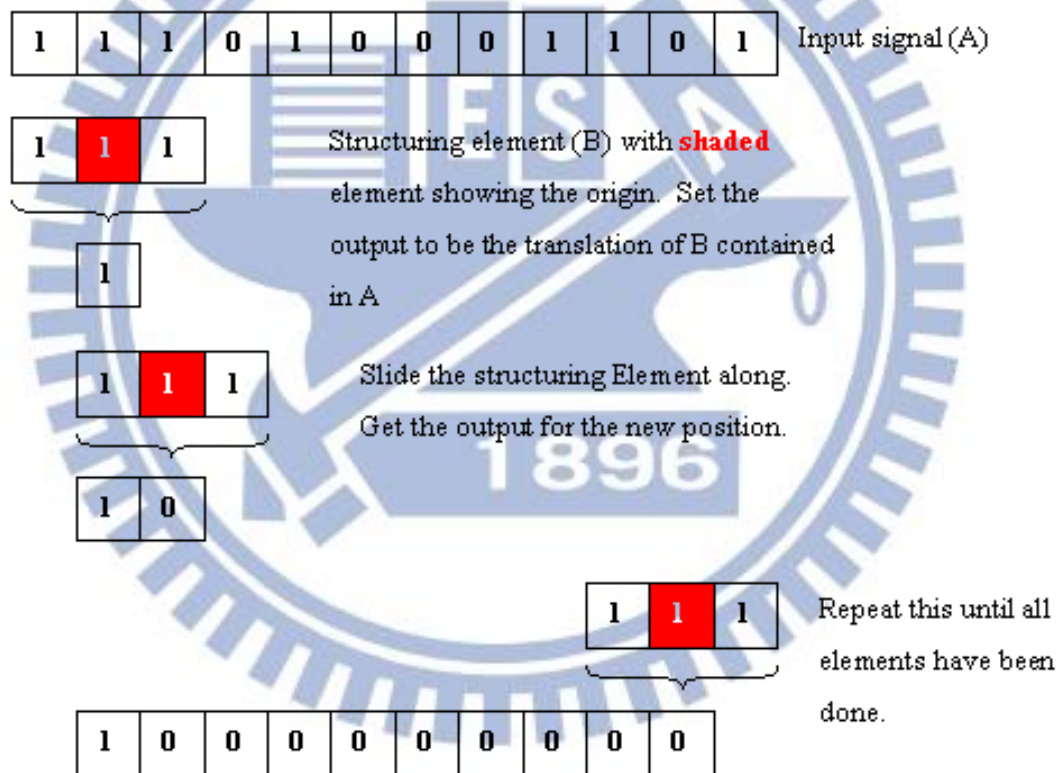 1 1 1 0 1 0 0 0 1 1 0 1 Input signal (A)
1 1 1
Structuring element (B) with shaded
element showing the origin. Set the
output to be the translation of B contained
in A
1
1 1 1
Slide the structuring Element along.
Get the output for the new position.
1 0
1 1 1
Repeat this until all
elements have been
done.
1 0 0 0 0 0 0 0 0 0
ESA
1896